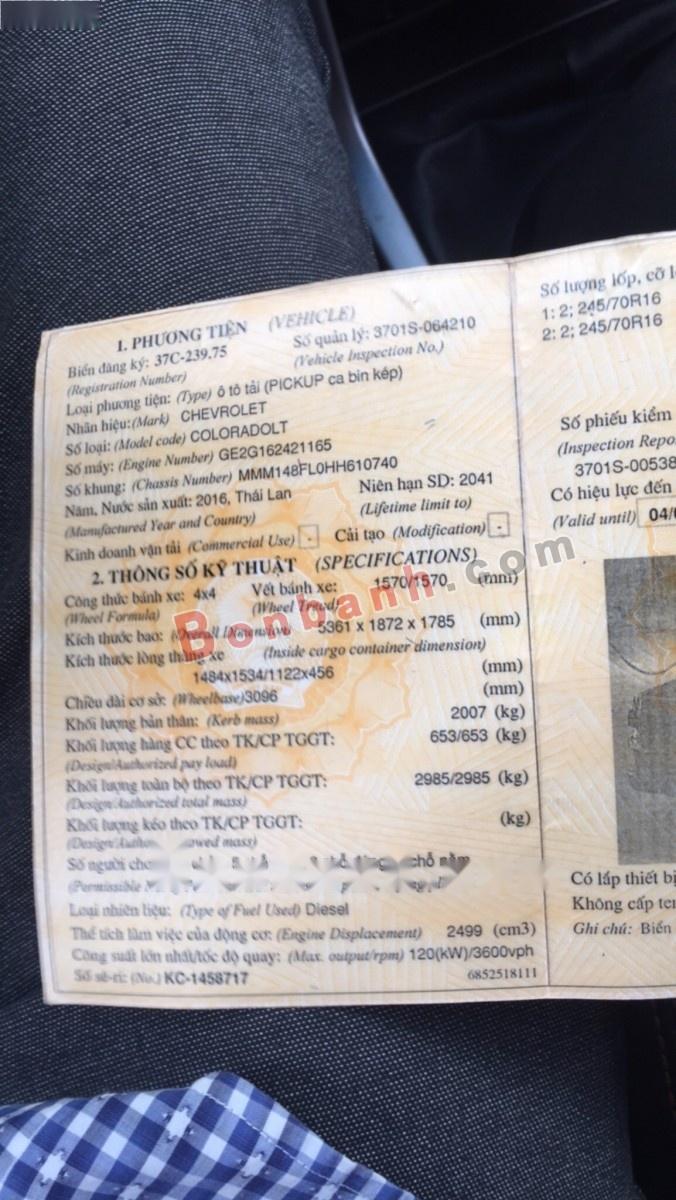 1. PHƯƠNG TIỆN (VEHICLE)
Biển đăng ký: 37C-239.75 Số quản lý: 3701S-064210
(Registration Number) (Vehicle Inspection No.)
Loại phương tiện: (Type) ô tô tải (PICKUP ca bin kép)
Nhãn hiệu: (Mark) CHEVROLET
Số loại: (Model code) COLORADOLT
Số máy: (Engine Number) GE2G162421165
Số khung: (Chassis Number) MMM148FL0HH610740
Năm, Nước sản xuất: 2016, Thái Lan Niên hạn SD: 2041
(Manufactured Year and Country) (Lifetime limit to)
Kinh doanh vận tải (Commercial Use) - Cải tạo (Modification) -
2. THÔNG SỐ KỸ THUẬT (SPECIFICATIONS)
Công thức bánh xe: 4x4 Vết bánh xe: 1570/1570 (mm)
(Wheel Formula) (Wheel Tread)
Kích thước bao: (Overall Dimension) 5361 x 1872 x 1785 (mm)
Kích thước lòng thùng xe (Inside cargo container dimension)
1484x1534/1122x456 (mm)
Chiều dài cơ sở: (Wheelbase) 3096 (mm)
Khối lượng bản thân: (Kerb mass) 2007 (kg)
Khối lượng hàng CC theo TK/CP TGGT: 653/653 (kg)
(Design/Authorized pay load)
Khối lượng toàn bộ theo TK/CP TGGT: 2985/2985 (kg)
(Design/Authorized total mass)
Khối lượng kéo theo TK/CP TGGT: (kg)
mass)
Số người
(Permissible
Loại nhiên liệu: (Type of Fuel Used) Diesel
Thể tích làm việc của động cơ: (Engine Displacement) 2499 (cm3)
Công suất lớn nhất/tốc độ quay: (Max. output/rpm) 120(kW)/3600vph
Số sê-ri: (No.) KC-1458717 6852518111
Số lượng lốp, cỡ
1: 2; 245/70R16
2: 2; 245/70R16
Số phiếu kiểm
(Inspection Repo
3701S-00538
Có hiệu lực đến
(Valid until) 04/
Có lắp thiết bị
Không cấp tem
Ghi chú: Biển
Bonbanh.com